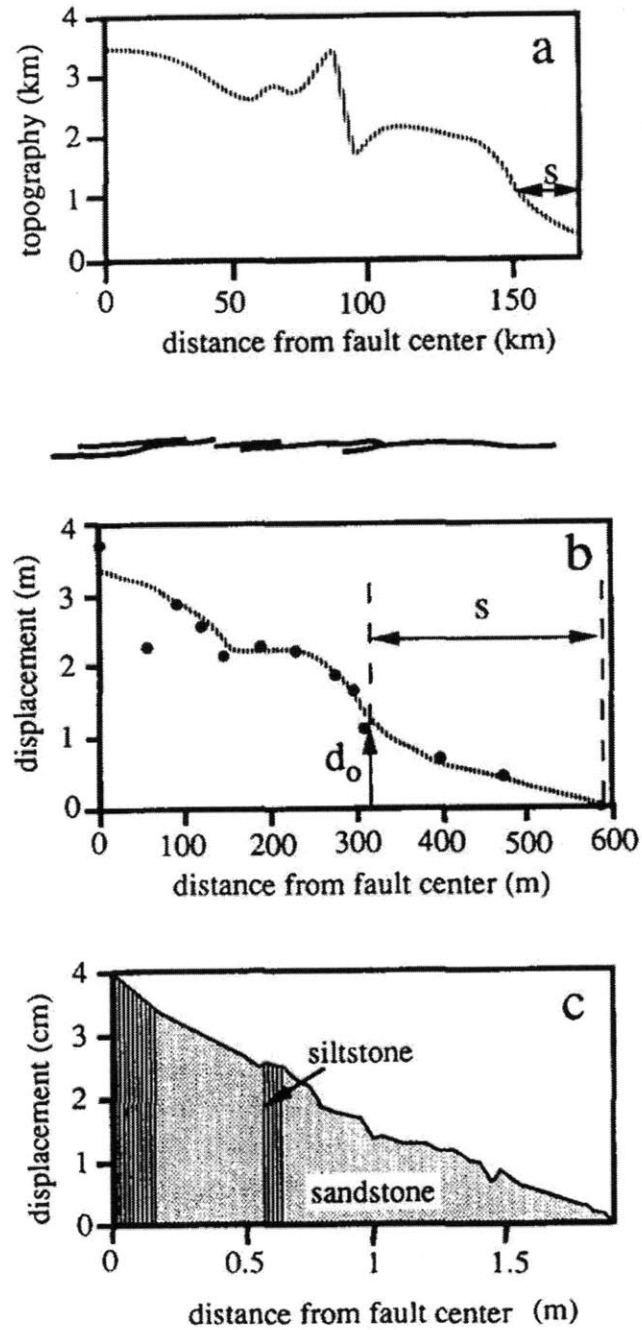 4
3
2
1
0
topography (km)
a
s
0 50 100 150
distance from fault center (km)
4
3
2
1
0
displacement (m)
b
s
do
0 100 200 300 400 500 600
distance from fault center (m)
4
3
2
1
0
displacement (cm)
c
siltstone
sandstone
0 0.5 1 1.5
distance from fault center (m)